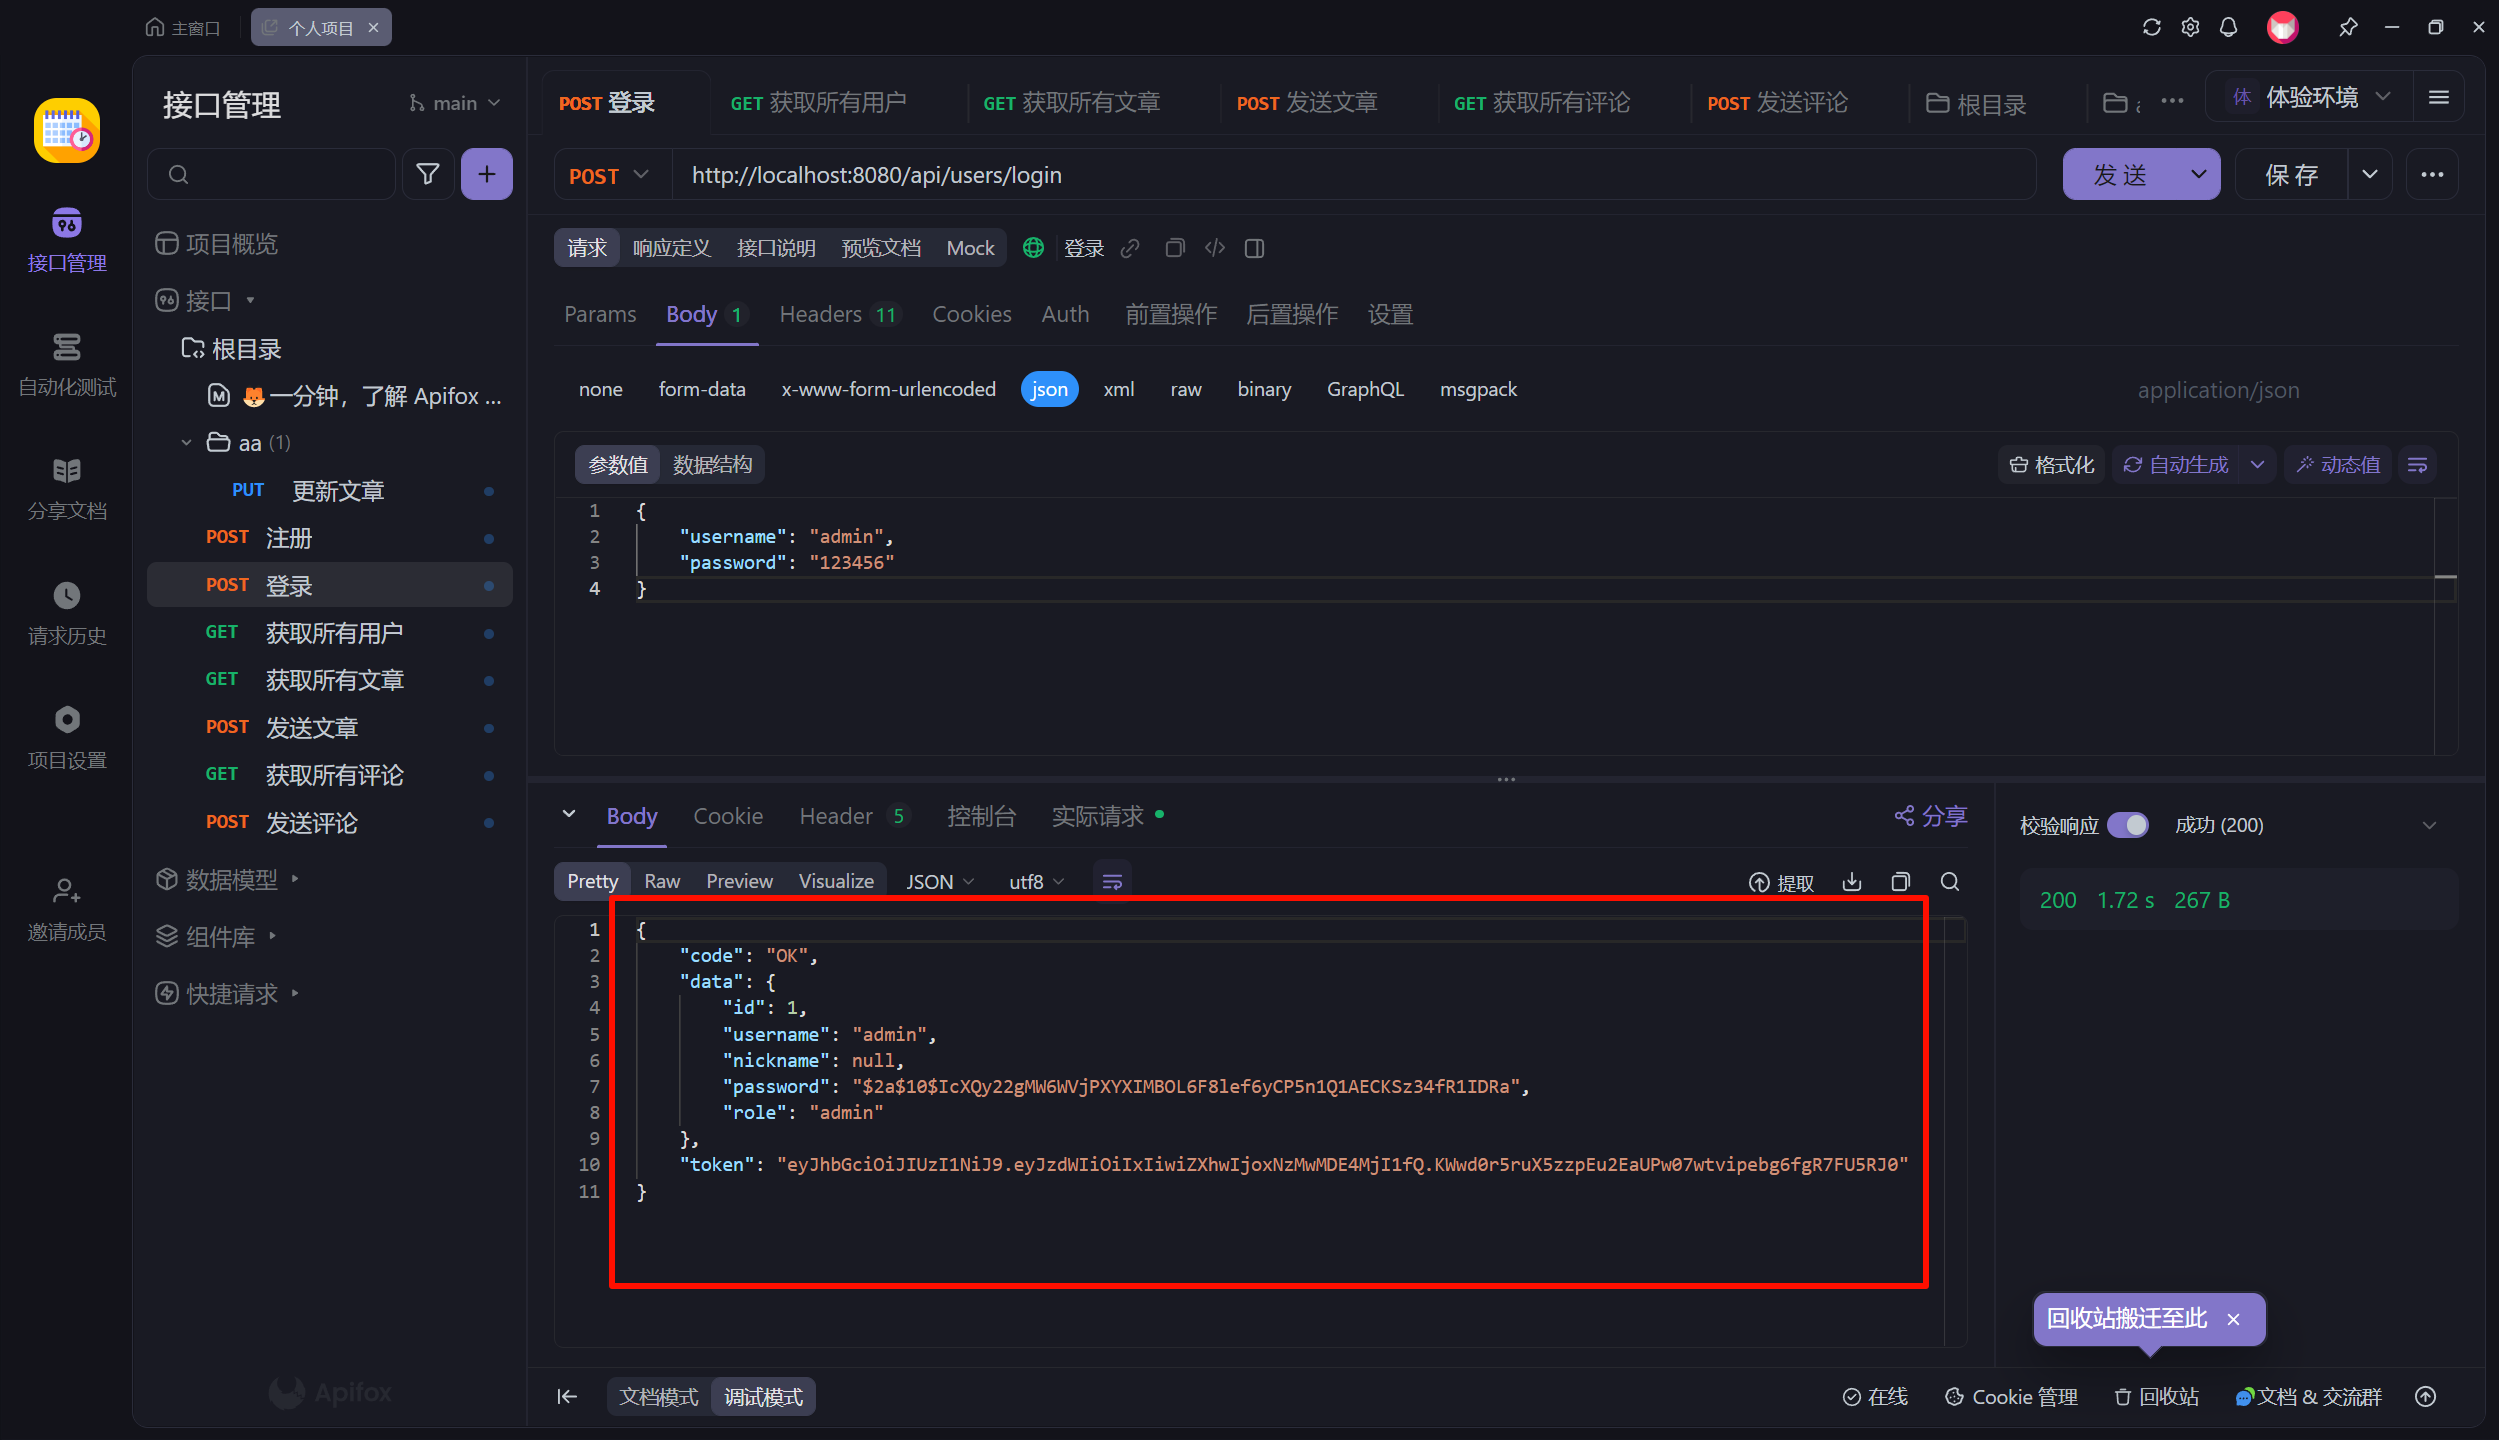 主窗口
个人项目
接口管理
自动化测试
分享文档
请求历史
项目设置
邀请成员
接口管理
main
项目概览
接口
根目录
一分钟，了解 Apifox ...
aa (1)
PUT 更新文章
POST 注册
POST 登录
GET 获取所有用户
GET 获取所有文章
POST 发送文章
GET 获取所有评论
POST 发送评论
数据模型
组件库
快捷请求
Apifox
POST 登录
GET 获取所有用户
GET 获取所有文章
POST 发送文章
GET 获取所有评论
POST 发送评论
根目录
体 体验环境
POST http://localhost:8080/api/users/login
发 送
保 存
请求 响应定义 接口说明 预览文档 Mock 登录
Params Body 1 Headers 11 Cookies Auth 前置操作 后置操作 设置
none form-data x-www-form-urlencoded json xml raw binary GraphQL msgpack application/json
参数值 数据结构 格式化 自动生成 动态值
1 {
2 "username": "admin",
3 "password": "123456"
4 }
Body Cookie Header 5 控制台 实际请求 分享
Pretty Raw Preview Visualize JSON utf8 提取
1 {
2 "code": "OK",
3 "data": {
4 "id": 1,
5 "username": "admin",
6 "nickname": null,
7 "password": "$2a$10$IcXQy22gMW6WVjPXYXIMBOL6F8lef6yCP5n1Q1AECKSz34fR1IDRa",
8 "role": "admin"
9 },
10 "token": "eyJhbGciOiJIUzI1NiJ9.eyJzdWIiOiIxIiwiZXhwIjoxNzMwMDE4MjI1fQ.KWwd0r5ruX5zzpEu2EaUPw07wtvipebg6fgR7FU5RJ0"
11 }
校验响应 成功 (200)
200 1.72 s 267 B
回收站搬迁至此
文档模式 调试模式
在线 Cookie 管理 回收站 文档 & 交流群